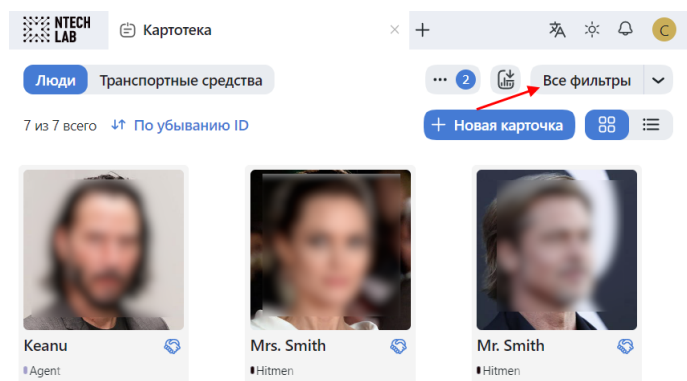 NTECH
LAB
Картотека
C
Люди
Транспортные средства
... 2
Все фильтры
7 из 7 всего
По убыванию ID
+ Новая карточка
Keanu
Mrs. Smith
Mr. Smith
Agent
Hitmen
Hitmen